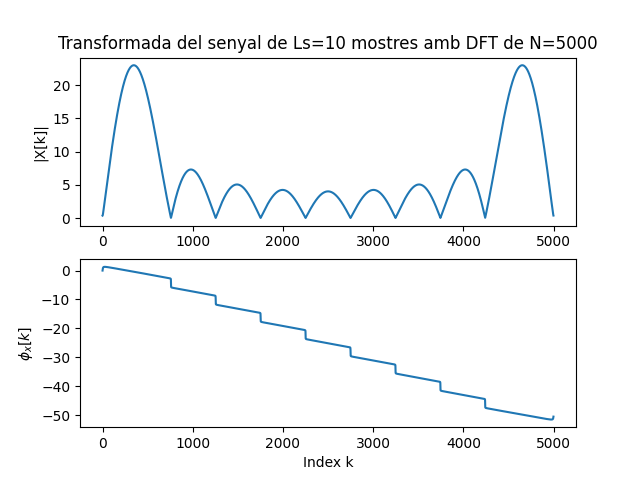 Transformada del senyal de Ls=10 mostres amb DFT de N=5000
|X[k]|
20
15
10
5
0
0 1000 2000 3000 4000 5000
ϕx[k]
0
−10
−20
−30
−40
−50
0 1000 2000 3000 4000 5000
Index k